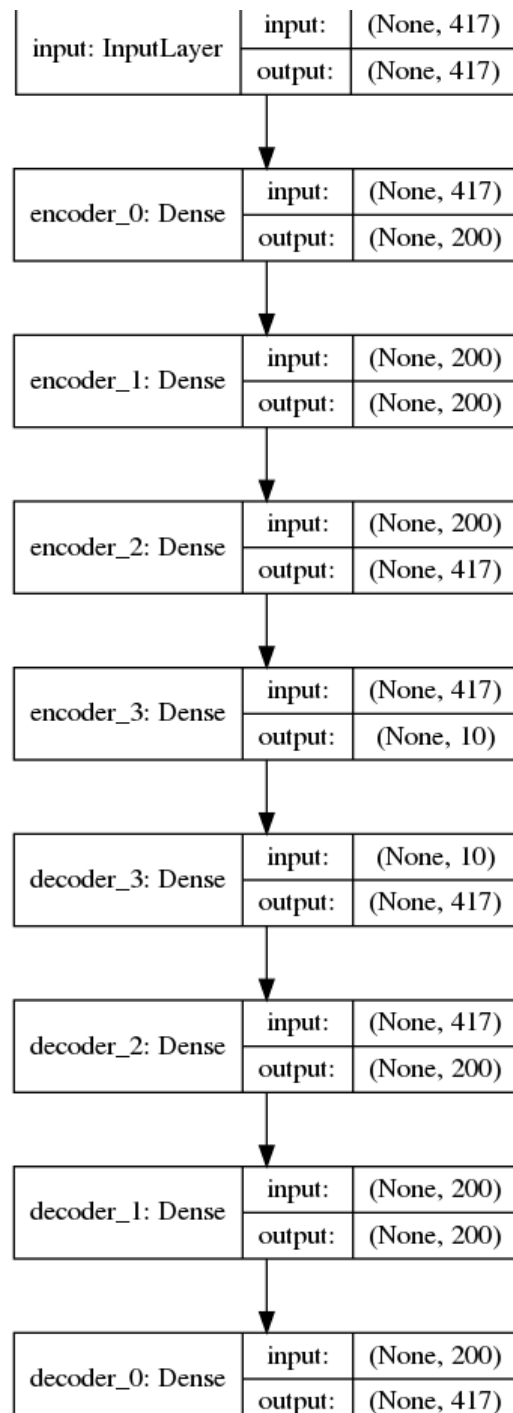 input: InputLayer
input: (None, 417)
output: (None, 417)
encoder_0: Dense
input: (None, 417)
output: (None, 200)
encoder_1: Dense
input: (None, 200)
output: (None, 200)
encoder_2: Dense
input: (None, 200)
output: (None, 417)
encoder_3: Dense
input: (None, 417)
output: (None, 10)
decoder_3: Dense
input: (None, 10)
output: (None, 417)
decoder_2: Dense
input: (None, 417)
output: (None, 200)
decoder_1: Dense
input: (None, 200)
output: (None, 200)
decoder_0: Dense
input: (None, 200)
output: (None, 417)